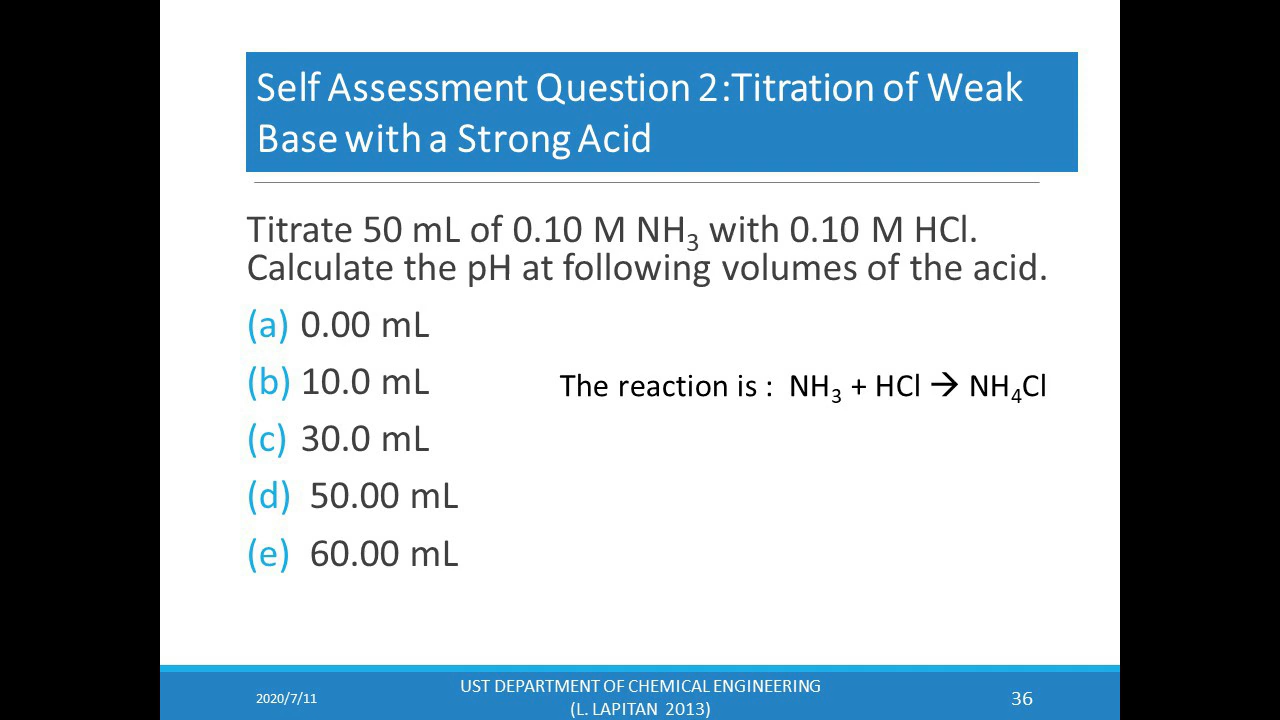 Self Assessment Question 2:Titration of Weak
Base with a Strong Acid
Titrate 50 mL of 0.10 M NH₃ with 0.10 M HCl.
Calculate the pH at following volumes of the acid.
(a) 0.00 mL
(b) 10.0 mL
The reaction is : NH₃ + HCl → NH₄Cl
(c) 30.0 mL
(d) 50.00 mL
(e) 60.00 mL
2020/7/11
UST DEPARTMENT OF CHEMICAL ENGINEERING
(L. LAPITAN 2013)
36